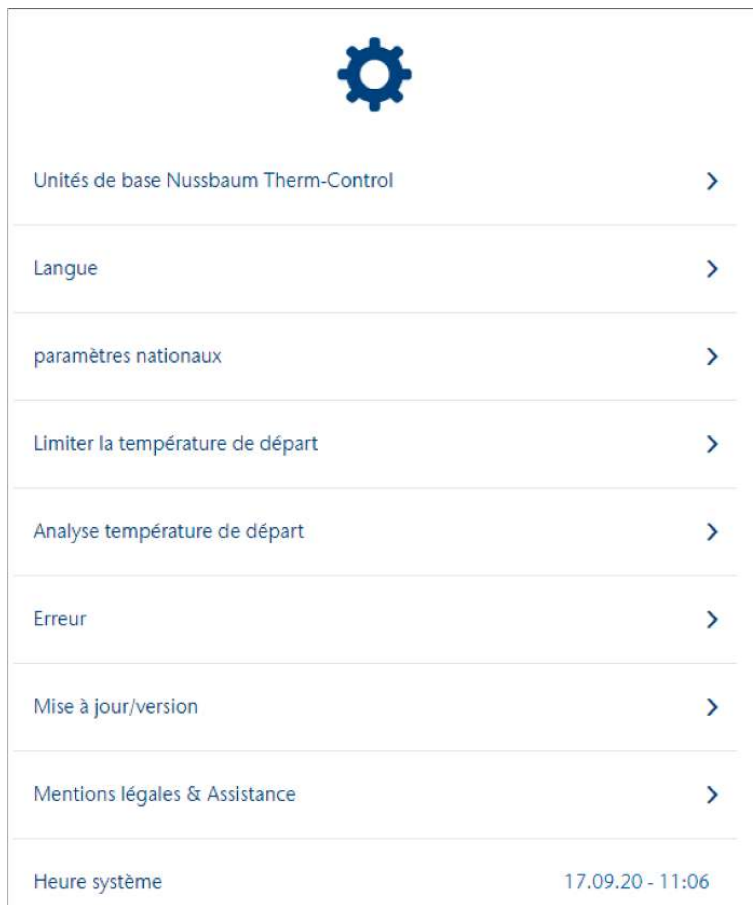 Unités de base Nussbaum Therm-Control
Langue
paramètres nationaux
Limiter la température de départ
Analyse température de départ
Erreur
Mise à jour/version
Mentions légales & Assistance
Heure système 17.09.20 - 11:06